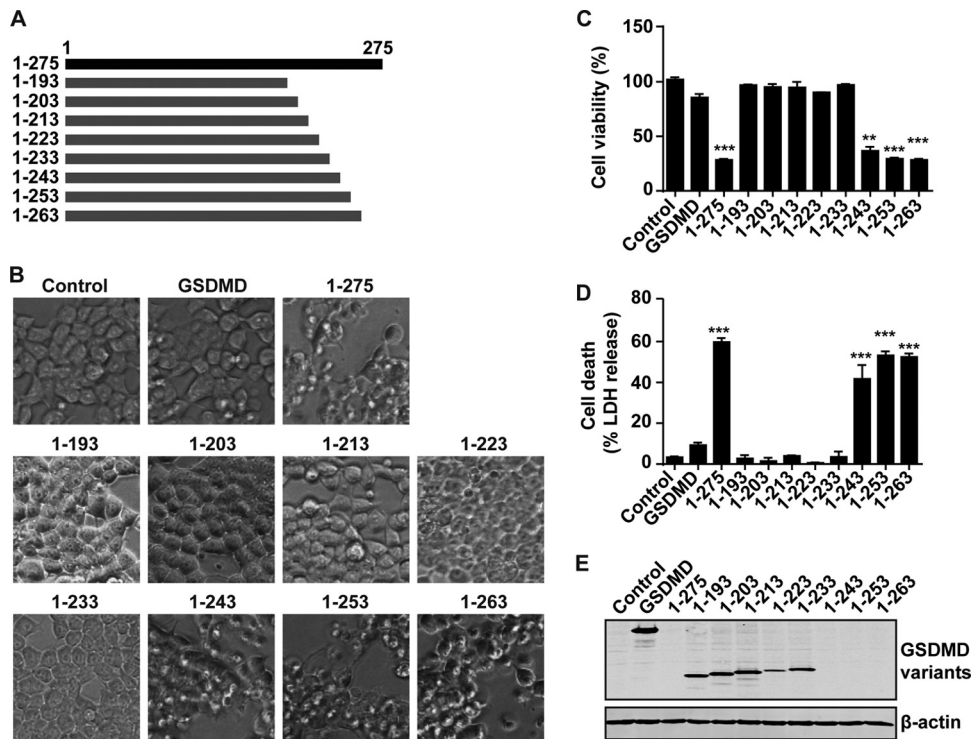 A
1 275
1-275
1-193
1-203
1-213
1-223
1-233
1-243
1-253
1-263
B
Control GSDMD 1-275
1-193 1-203 1-213 1-223
1-233 1-243 1-253 1-263
C
Cell viability (%)
150
100
50
0
*** ** *** ***
Control GSDMD 1-275 1-193 1-203 1-213 1-223 1-233 1-243 1-253 1-263
D
Cell death
(% LDH release)
80
60
40
20
0
*** *** *** ***
Control GSDMD 1-275 1-193 1-203 1-213 1-223 1-233 1-243 1-253 1-263
E
Control GSDMD 1-275 1-193 1-203 1-213 1-223 1-233 1-243 1-253 1-263
GSDMD
variants
β-actin